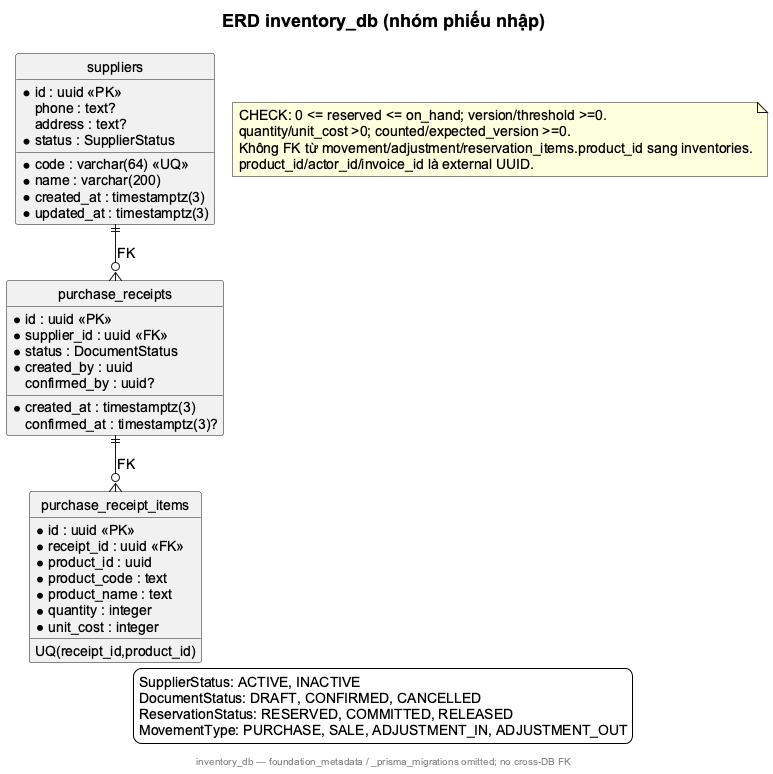 ERD inventory_db (nhóm phiếu nhập)
suppliers
id : uuid «PK»
phone : text?
address : text?
status : SupplierStatus
code : varchar(64) «UQ»
name : varchar(200)
created_at : timestamptz(3)
updated_at : timestamptz(3)
CHECK: 0 <= reserved <= on_hand; version/threshold >=0.
quantity/unit_cost >0; counted/expected_version >=0.
Không FK từ movement/adjustment/reservation_items.product_id sang inventories.
product_id/actor_id/invoice_id là external UUID.
FK
purchase_receipts
id : uuid «PK»
supplier_id : uuid «FK»
status : DocumentStatus
created_by : uuid
confirmed_by : uuid?
created_at : timestamptz(3)
confirmed_at : timestamptz(3)?
FK
purchase_receipt_items
id : uuid «PK»
receipt_id : uuid «FK»
product_id : uuid
product_code : text
product_name : text
quantity : integer
unit_cost : integer
UQ(receipt_id,product_id)
SupplierStatus: ACTIVE, INACTIVE
DocumentStatus: DRAFT, CONFIRMED, CANCELLED
ReservationStatus: RESERVED, COMMITTED, RELEASED
MovementType: PURCHASE, SALE, ADJUSTMENT_IN, ADJUSTMENT_OUT
inventory_db — foundation_metadata / _prisma_migrations omitted; no cross-DB FK